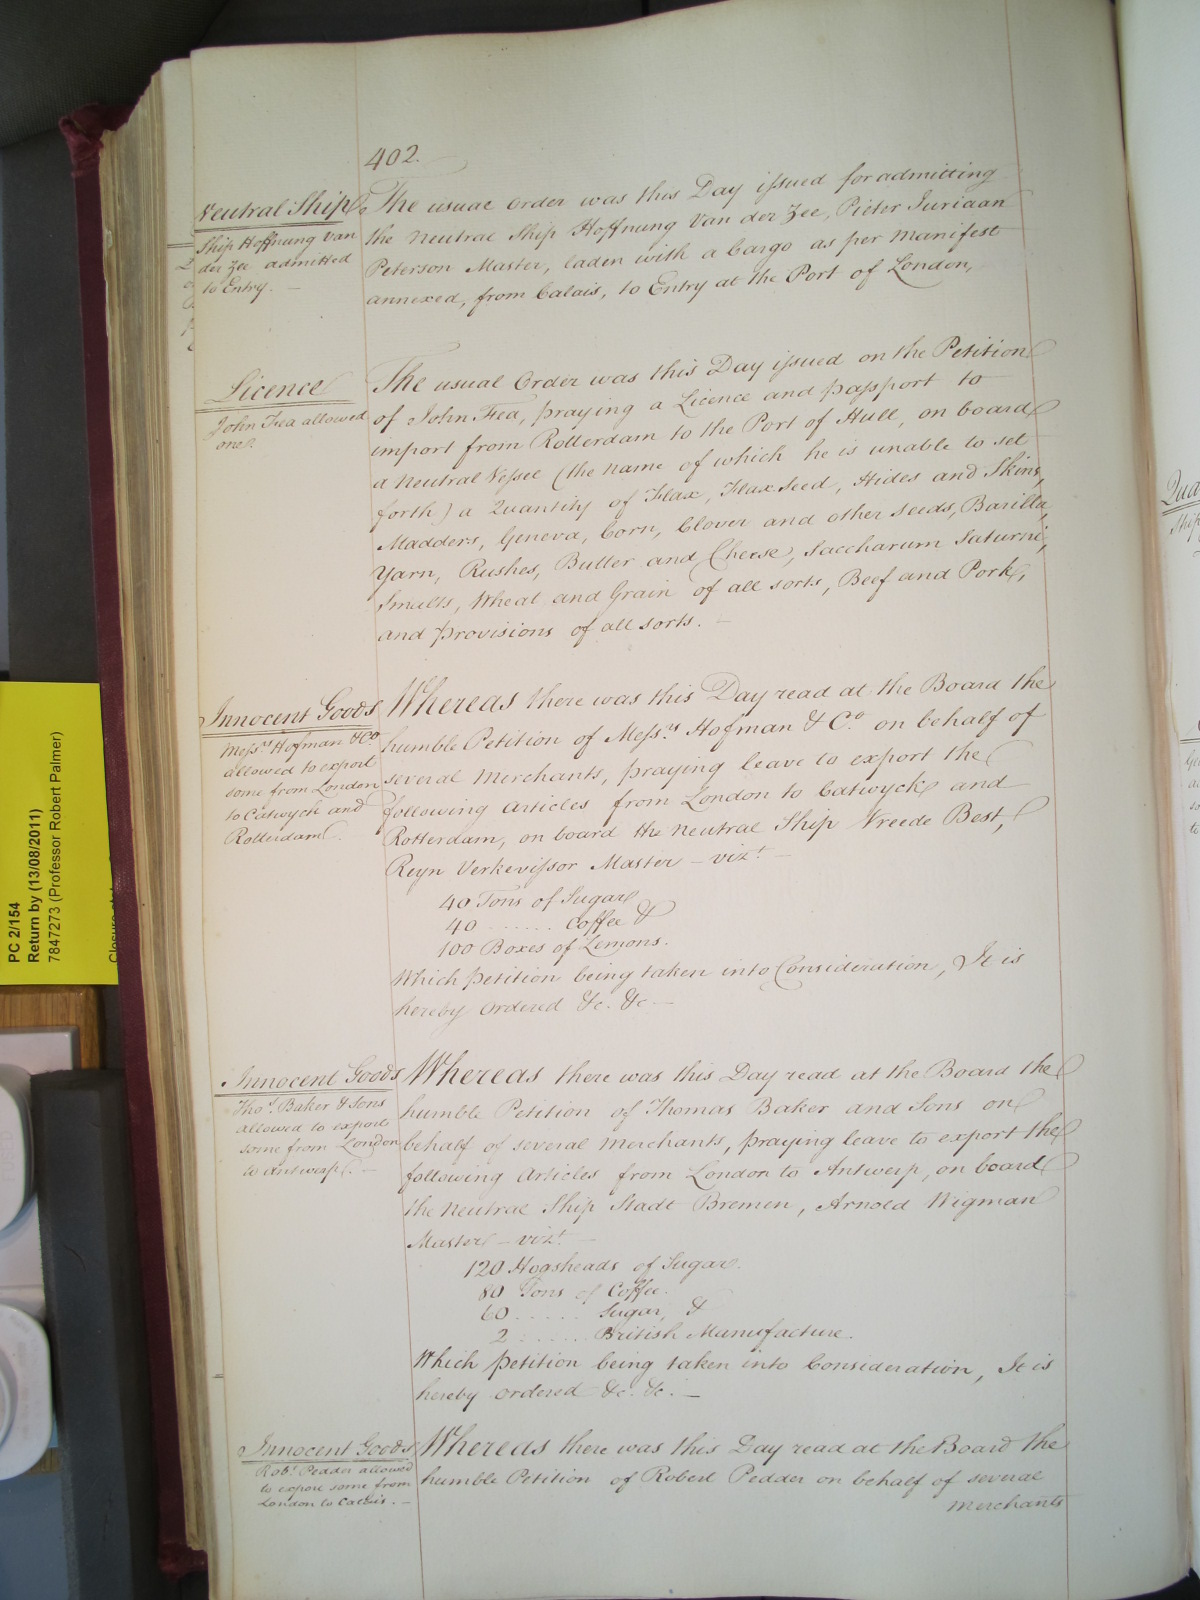 402.
Neutral Ship
Ship Hoffnung Van
der Zee admitted
to Entry. —
The usual Order was this Day issued for admitting
the Neutral Ship Hoffnung Van der Zee, Pieter Juriaan
Peterson Master, laden with a Cargo as per Manifest
annexed, from Calais, to Entry at the Port of London,
Licence
John Fea allowed
one.
The usual Order was this Day issued on the Petition
of John Fea, praying a Licence and passport to
import from Rotterdam to the Port of Hull, on board
a Neutral Vessel (the name of which he is unable to set
forth) a Quantity of Flax, Flax Seed, Hides and Skins,
Madders, Geneva, Corn, Clover and other seeds, Barilla,
Yarn, Rushes, Butter and Cheese, Saccharum Saturni,
Smalts, Wheat and Grain of all sorts, Beef and Pork,
and Provisions of all sorts. —
Innocent Goods
Messrs. Hofman & Co.
allowed to export
some from London
to Catwyck and
Rotterdam.
Whereas there was this Day read at the Board the
humble Petition of Messrs. Hofman & Co. on behalf of
several Merchants, praying leave to export the
following Articles from London to Catwyck and
Rotterdam, on board the Neutral Ship Vreede Best,
Reyn Verkevissor Master — vizt. —
40 Tons of Sugar
40 ...... Coffee &
100 Boxes of Lemons.
Which Petition being taken into Consideration, It is
hereby Ordered &c. &c —
Innocent Goods
Thos. Baker & Sons
allowed to export
some from London
to Antwerp. —
Whereas there was this Day read at the Board the
humble Petition of Thomas Baker and Sons on
behalf of several Merchants, praying leave to export the
following Articles from London to Antwerp, on board
the Neutral Ship Stadt Bremen, Arnold Wigman
Master — vizt. —
120 Hogsheads of Sugar.
80 Tons of Coffee.
60 ...... Sugar, &
2 ...... British Manufacture.
Which Petition being taken into Consideration, It is
hereby ordered &c. &c. —
Innocent Goods
Robt. Pedder allowed
to export some from
London to Calais. —
Whereas there was this Day read at the Board the
humble Petition of Robert Pedder on behalf of several
Merchants
PC 2/154
Return by (13/08/2011)
7847273 (Professor Robert Palmer)